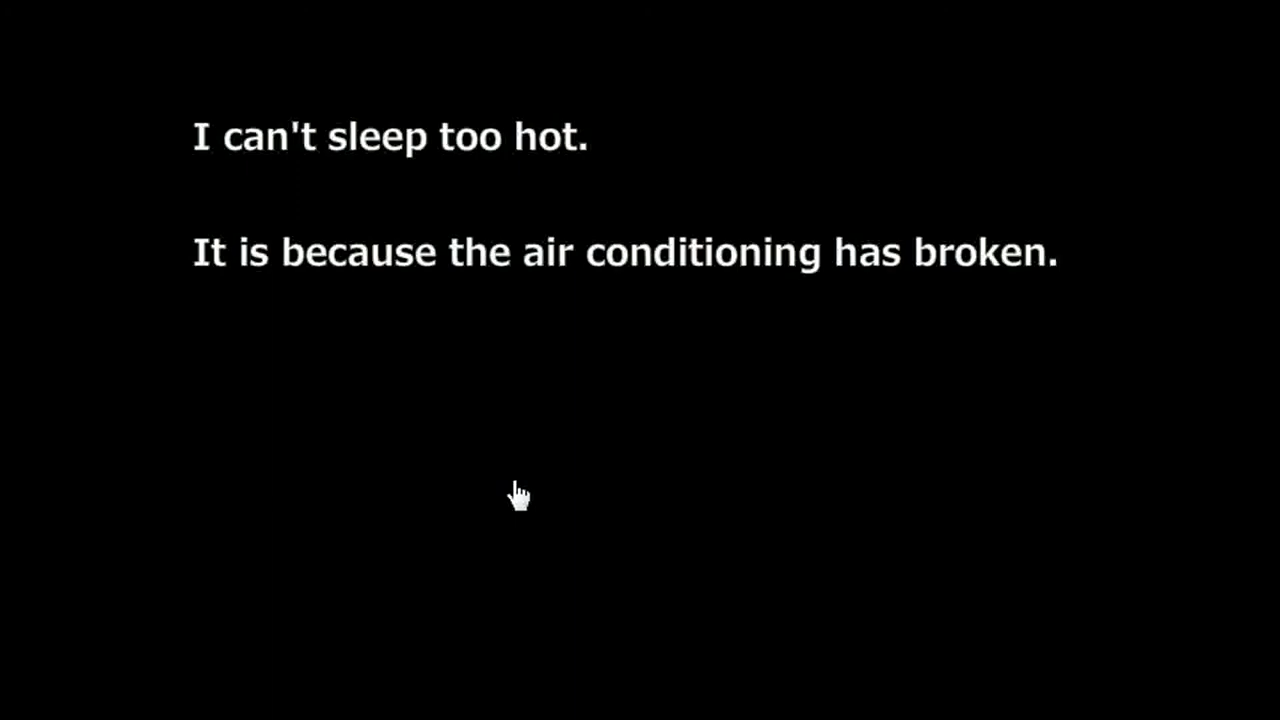 I can't sleep too hot.
It is because the air conditioning has broken.